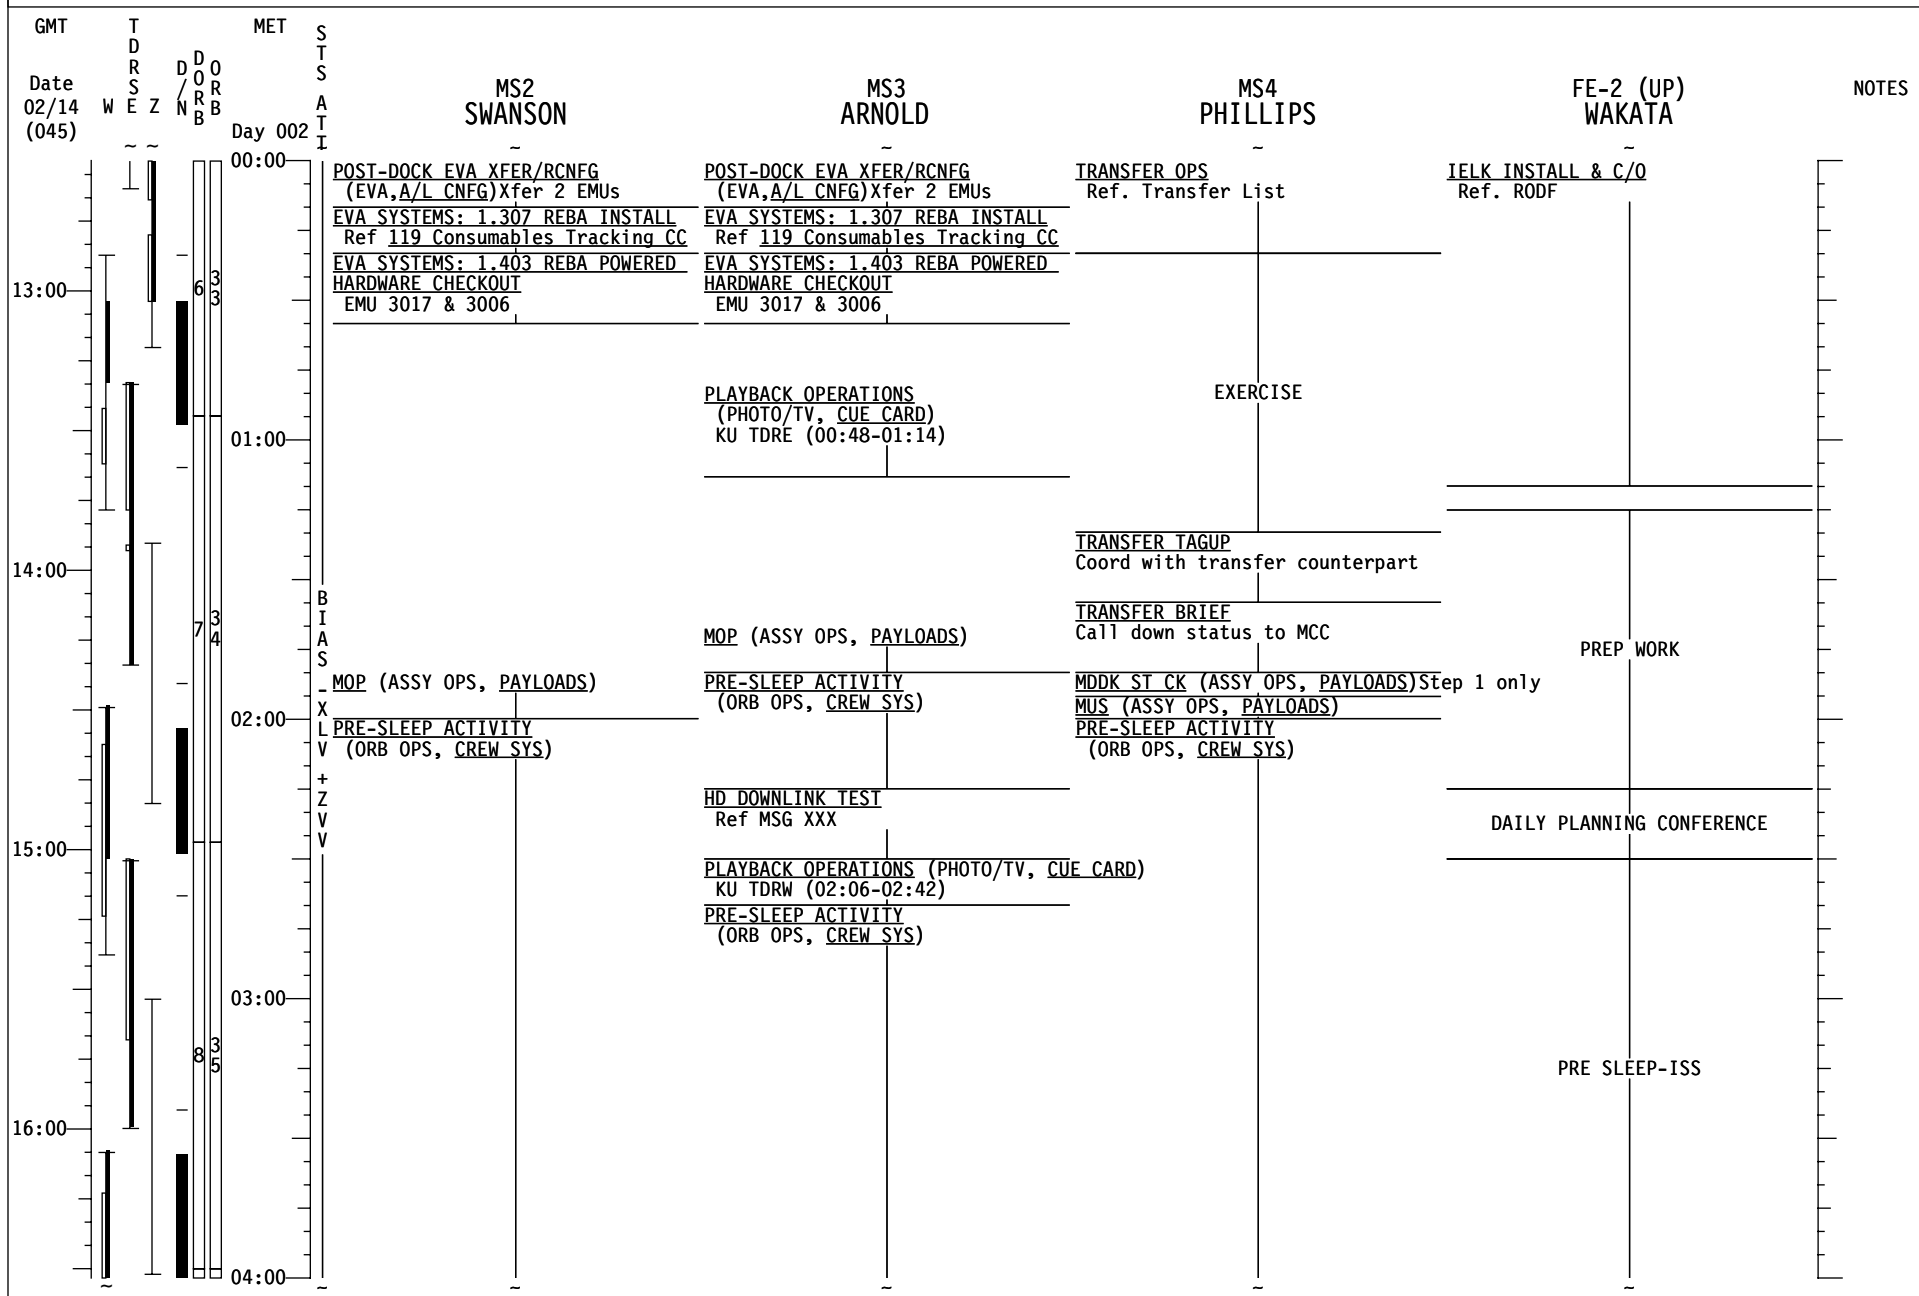 GMT
TDRSE
MET
STS ATT
Date
02/14
(045)
W E Z
D/N
DORB
ORB
Day 002
MS2
SWANSON
MS3
ARNOLD
MS4
PHILLIPS
FE-2 (UP)
WAKATA
NOTES
~ ~ ~ ~ ~ ~
00:00
POST-DOCK EVA XFER/RCNFG
(EVA,A/L CNFG)Xfer 2 EMUs
EVA SYSTEMS: 1.307 REBA INSTALL
Ref 119 Consumables Tracking CC
EVA SYSTEMS: 1.403 REBA POWERED
HARDWARE CHECKOUT
EMU 3017 & 3006
MOP (ASSY OPS, PAYLOADS)
PRE-SLEEP ACTIVITY
(ORB OPS, CREW SYS)
POST-DOCK EVA XFER/RCNFG
(EVA,A/L CNFG)Xfer 2 EMUs
EVA SYSTEMS: 1.307 REBA INSTALL
Ref 119 Consumables Tracking CC
EVA SYSTEMS: 1.403 REBA POWERED
HARDWARE CHECKOUT
EMU 3017 & 3006
PLAYBACK OPERATIONS
(PHOTO/TV, CUE CARD)
KU TDRE (00:48-01:14)
MOP (ASSY OPS, PAYLOADS)
PRE-SLEEP ACTIVITY
(ORB OPS, CREW SYS)
HD DOWNLINK TEST
Ref MSG XXX
PLAYBACK OPERATIONS (PHOTO/TV, CUE CARD)
KU TDRW (02:06-02:42)
PRE-SLEEP ACTIVITY
(ORB OPS, CREW SYS)
TRANSFER OPS
Ref. Transfer List
EXERCISE
TRANSFER TAGUP
Coord with transfer counterpart
TRANSFER BRIEF
Call down status to MCC
MDDK ST CK (ASSY OPS, PAYLOADS)Step 1 only
MUS (ASSY OPS, PAYLOADS)
PRE-SLEEP ACTIVITY
(ORB OPS, CREW SYS)
IELK INSTALL & C/O
Ref. RODF
PREP WORK
DAILY PLANNING CONFERENCE
PRE SLEEP-ISS
13:00
14:00
15:00
16:00
6
7
8
33
34
35
01:00
02:00
03:00
04:00
BIAS -XLV +ZVV
~ ~ ~ ~ ~ ~